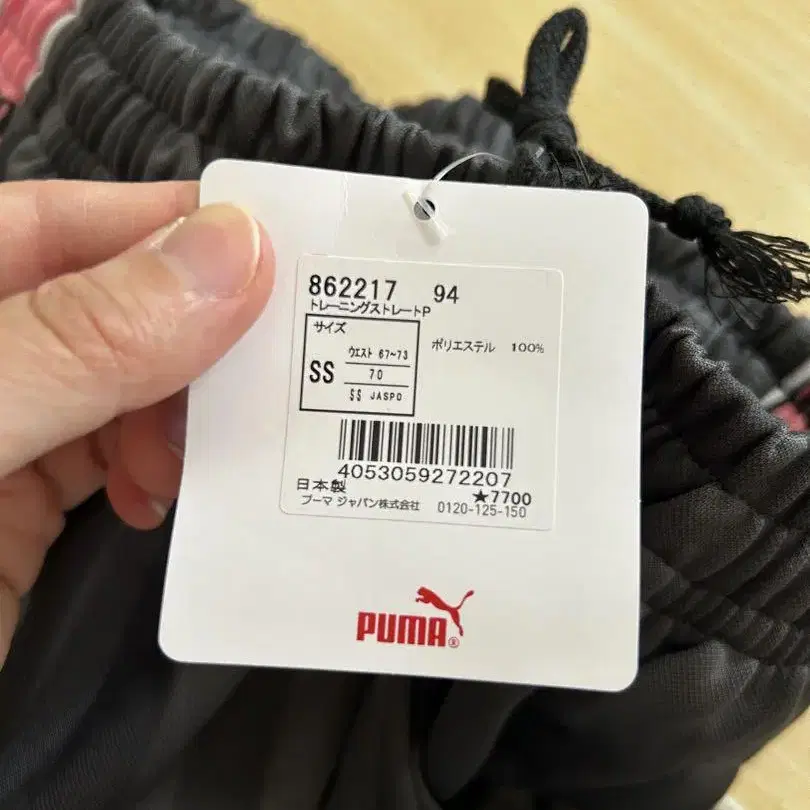 862217 94
トレーニングストレートP
サイズ
SS
ウエスト 67~73
70
SS JASPO
ポリエステル 100%
4053059272207
日本製
★7700
プーマ ジャパン株式会社 0120-125-150
PUMA